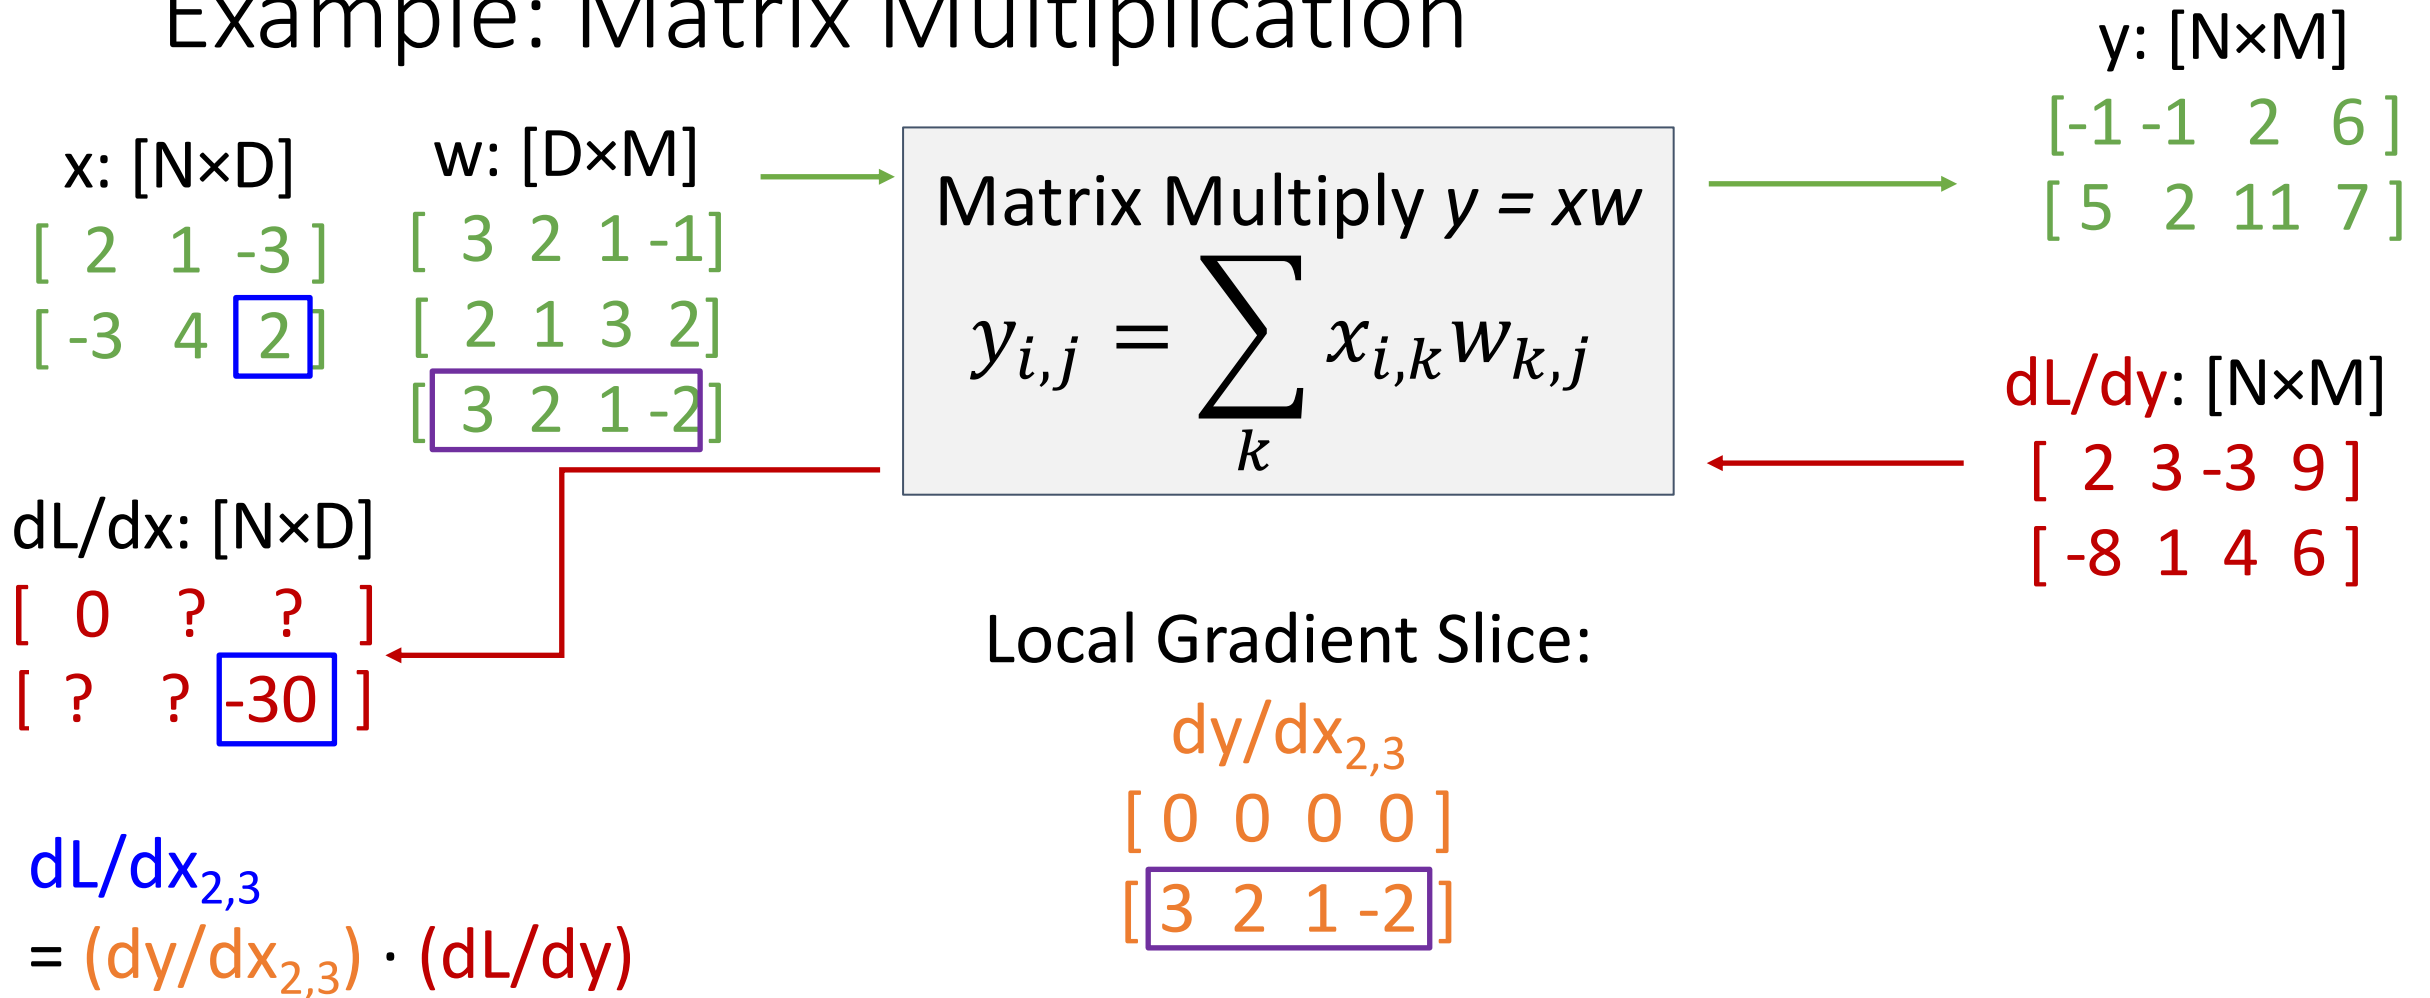 Example: Matrix Multiplication
x: [N×D]
[ 2 1 -3 ]
[ -3 4 2 ]
w: [D×M]
[ 3 2 1 -1]
[ 2 1 3 2]
[ 3 2 1 -2]
Matrix Multiply y = xw
y_{i,j} = ∑_k x_{i,k} w_{k,j}
y: [N×M]
[-1 -1 2 6 ]
[ 5 2 11 7 ]
dL/dy: [N×M]
[ 2 3 -3 9 ]
[ -8 1 4 6 ]
dL/dx: [N×D]
[ 0 ? ? ]
[ ? ? -30 ]
Local Gradient Slice:
dy/dx_{2,3}
[ 0 0 0 0 ]
[ 3 2 1 -2 ]
dL/dx_{2,3}
= (dy/dx_{2,3}) · (dL/dy)